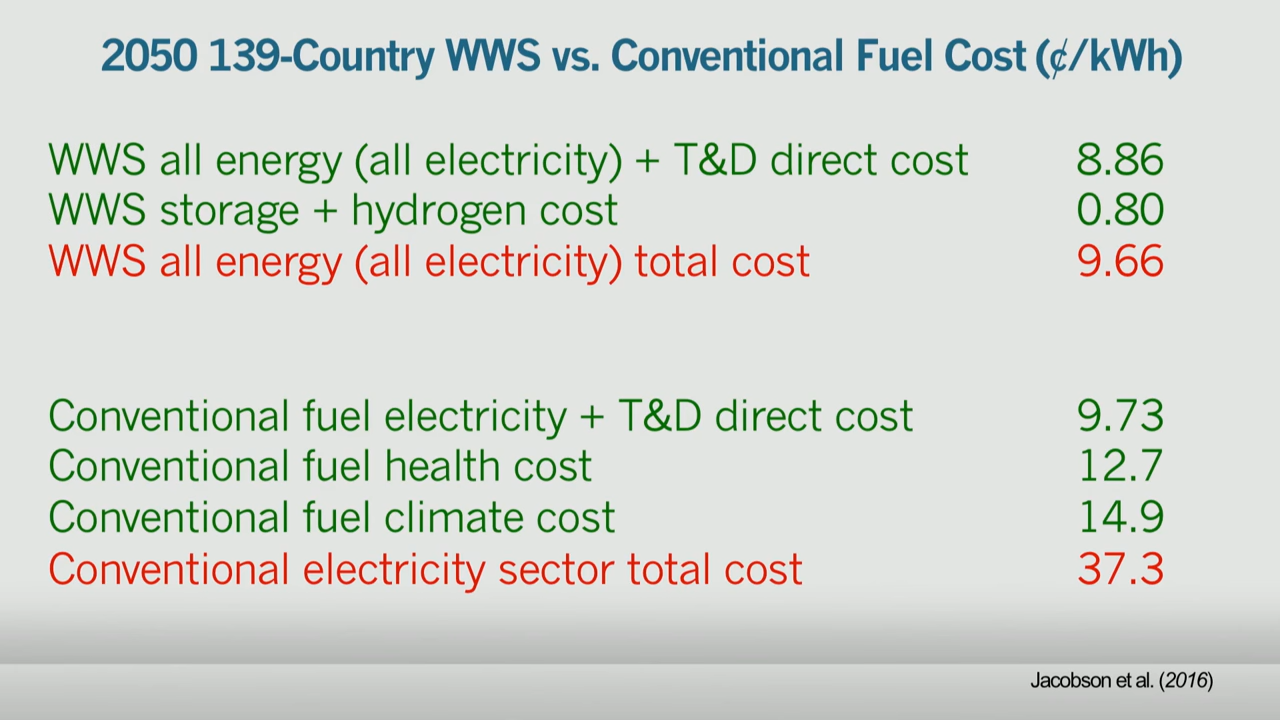 2050 139-Country WWS vs. Conventional Fuel Cost (¢/kWh)
WWS all energy (all electricity) + T&D direct cost 8.86
WWS storage + hydrogen cost 0.80
WWS all energy (all electricity) total cost 9.66
Conventional fuel electricity + T&D direct cost 9.73
Conventional fuel health cost 12.7
Conventional fuel climate cost 14.9
Conventional electricity sector total cost 37.3
Jacobson et al. (2016)